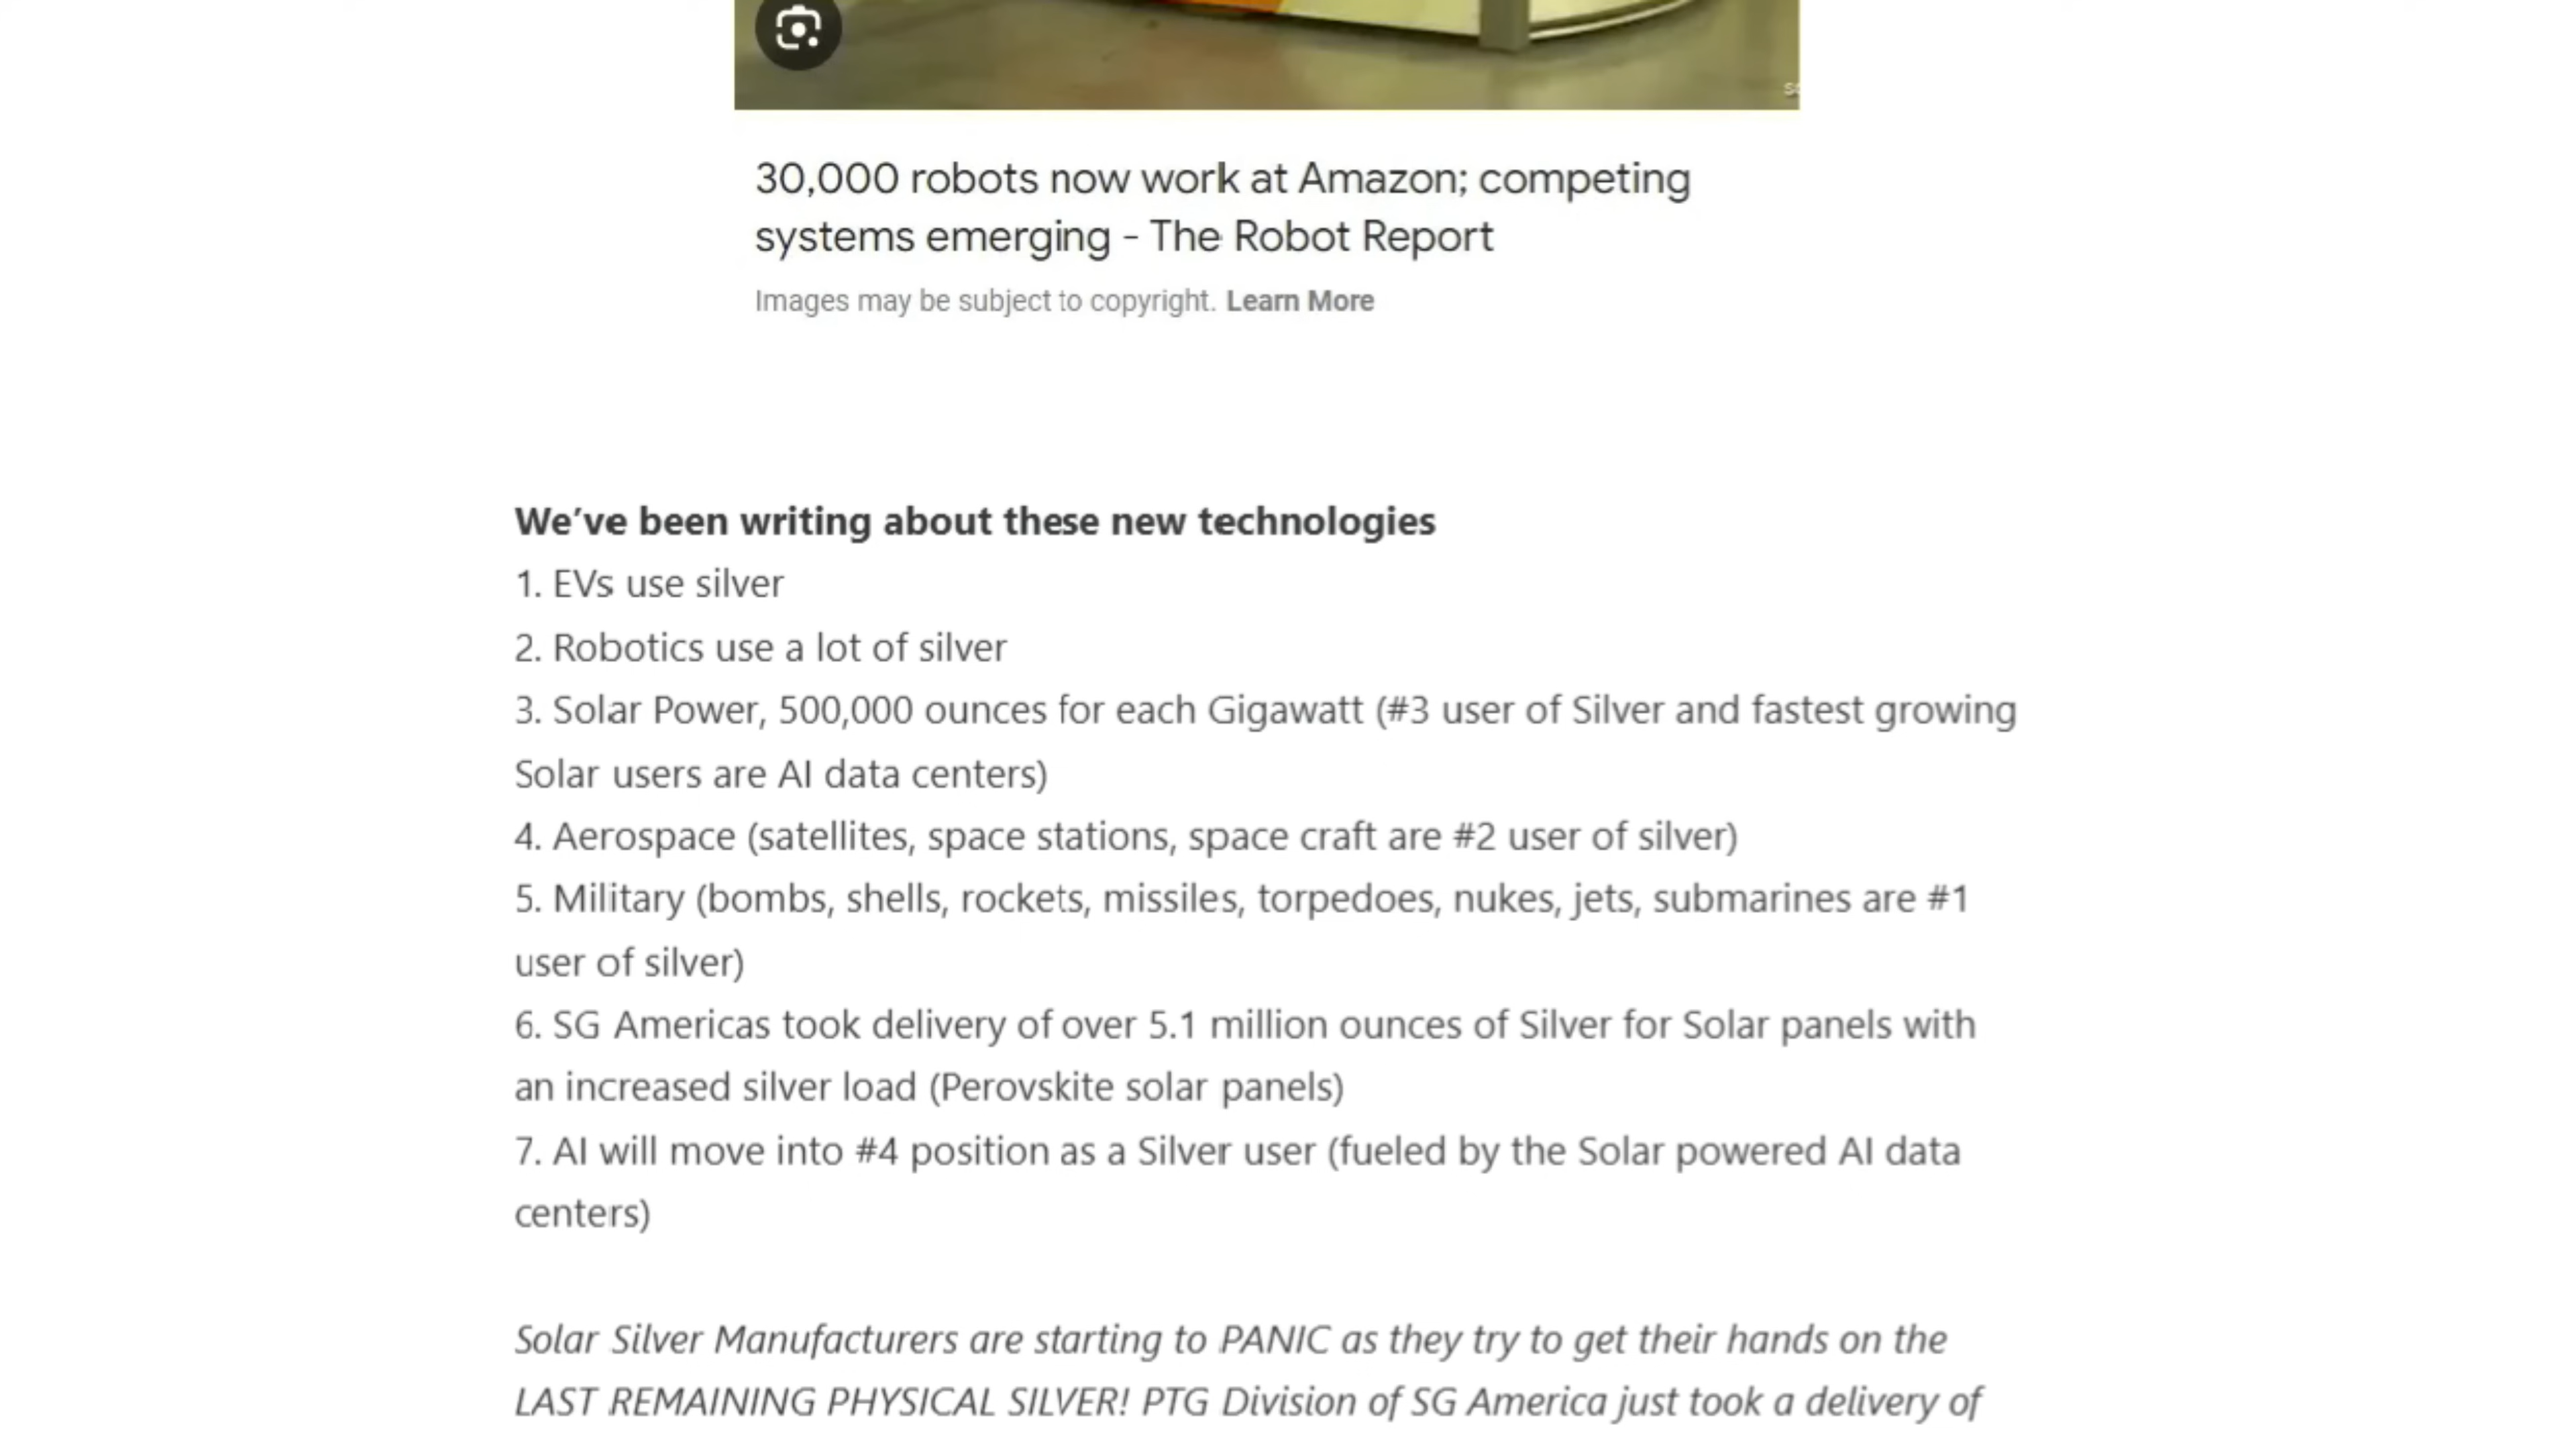 30,000 robots now work at Amazon; competing
systems emerging - The Robot Report
Images may be subject to copyright. Learn More
We've been writing about these new technologies
1. EVs use silver
2. Robotics use a lot of silver
3. Solar Power, 500,000 ounces for each Gigawatt (#3 user of Silver and fastest growing
Solar users are AI data centers)
4. Aerospace (satellites, space stations, space craft are #2 user of silver)
5. Military (bombs, shells, rockets, missiles, torpedoes, nukes, jets, submarines are #1
user of silver)
6. SG Americas took delivery of over 5.1 million ounces of Silver for Solar panels with
an increased silver load (Perovskite solar panels)
7. AI will move into #4 position as a Silver user (fueled by the Solar powered AI data
centers)
Solar Silver Manufacturers are starting to PANIC as they try to get their hands on the
LAST REMAINING PHYSICAL SILVER! PTG Division of SG America just took a delivery of